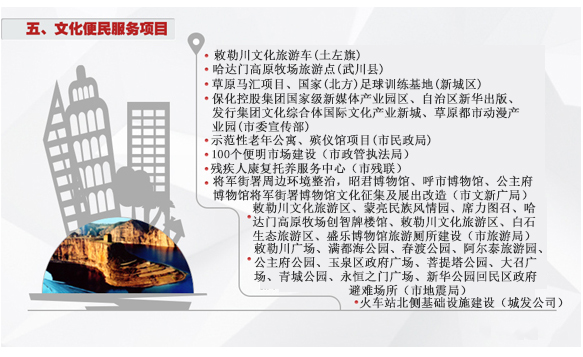 五、文化便民服务项目
• 敕勒川文化旅游车(土左旗)
• 哈达门高原牧场旅游点(武川县)
• 草原马汇项目、国家(北方)足球训练基地(新城区)
• 保化控股集团国家级新媒体产业园区、自治区新华出版、
发行集团文化综合体国际文化产业新城、草原都市动漫产
业园(市委宣传部)
• 示范性老年公寓、殡仪馆项目(市民政局)
• 100个便明市场建设（市政管执法局）
• 残疾人康复托养服务中心（市残联）
• 将军街署周边环境整治，昭君博物馆、呼市博物馆、公主府
博物馆将军街署博物馆文化征集及展出改造（市文新广局）
敕勒川文化旅游区、蒙亮民族风情园、席力图召、哈
达门高原牧场创智牌楼馆、敕勒川文化旅游区、白石
生态旅游区、盛乐博物馆旅游厕所建设（市旅游局）
敕勒川广场、满都海公园、春渡公园、阿尔泰旅游园、
• 公主府公园、玉泉区政府广场、菩提塔公园、大召广
场、青城公园、永恒之门广场、新华公园回民区政府
避难场所（市地震局）
• 火车站北侧基础设施建设（城发公司）